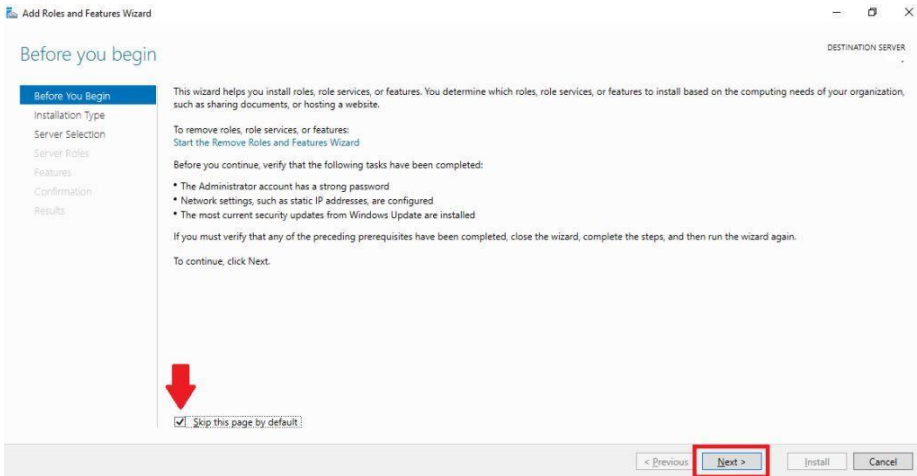 Add Roles and Features Wizard
Before you begin
DESTINATION SERVER
Before You Begin
Installation Type
Server Selection
Server Roles
Features
Confirmation
Results
This wizard helps you install roles, role services, or features. You determine which roles, role services, or features to install based on the computing needs of your organization,
such as sharing documents, or hosting a website.
To remove roles, role services, or features:
Start the Remove Roles and Features Wizard
Before you continue, verify that the following tasks have been completed:
• The Administrator account has a strong password
• Network settings, such as static IP addresses, are configured
• The most current security updates from Windows Update are installed
If you must verify that any of the preceding prerequisites have been completed, close the wizard, complete the steps, and then run the wizard again.
To continue, click Next.
Skip this page by default
< Previous Next > Install Cancel